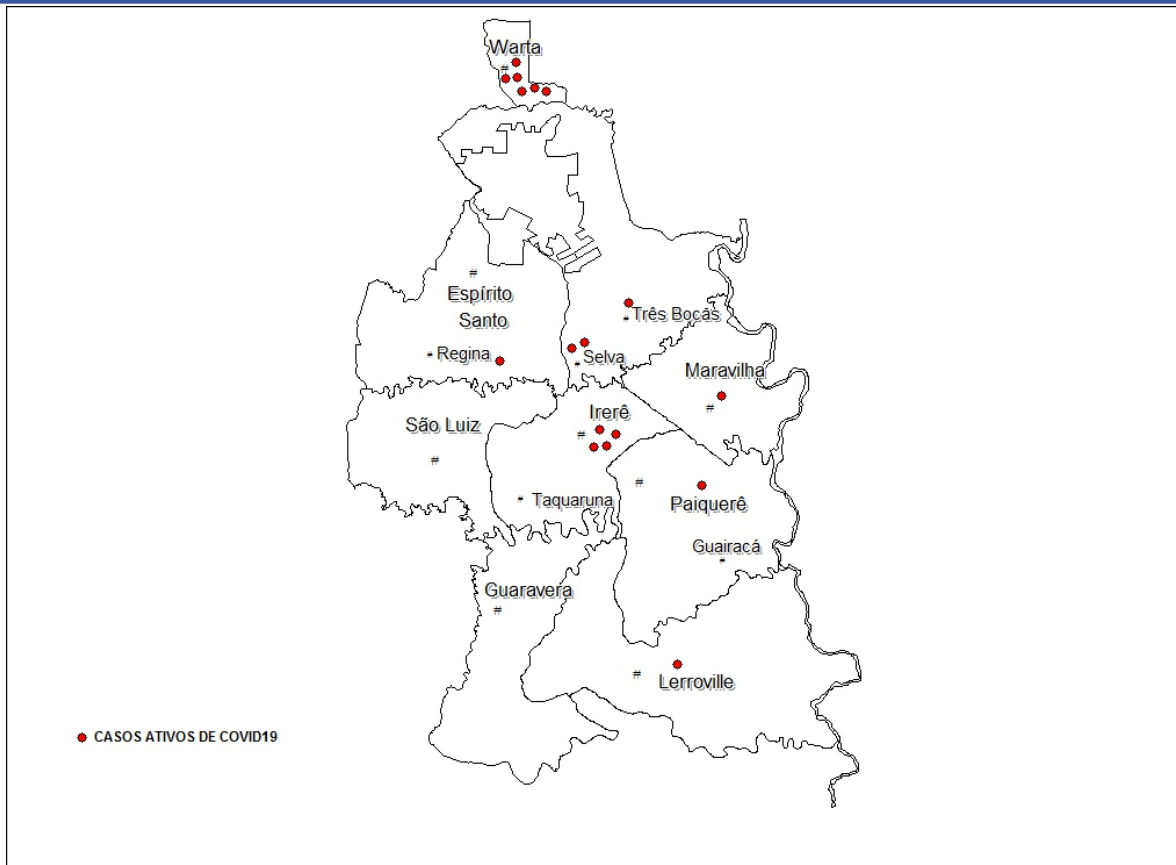 Warta
#
#
Espírito
Santo
Três Bocas
Regina
Selva
Maravilha
#
Irerê
#
São Luiz
#
#
Taquaruna
Paiquerê
Guairacá
Guaravera
#
#
Lerroville
CASOS ATIVOS DE COVID19